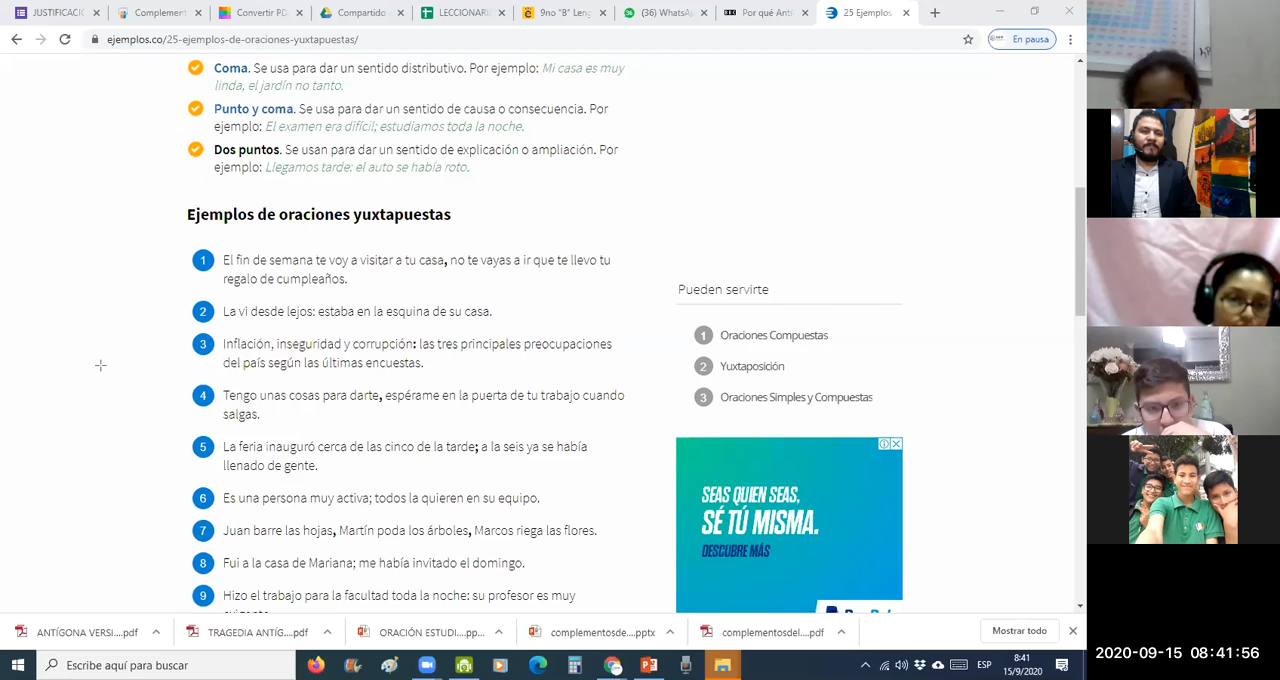 JUSTIFICACI
Complement
Convertir PD
Compartido
LECCIONARI
9no "B" Leng
(36) WhatsA
Por qué Antí
25 Ejemplos
ejemplos.co/25-ejemplos-de-oraciones-yuxtapuestas/
En pausa
Coma. Se usa para dar un sentido distributivo. Por ejemplo: Mi casa es muy
linda, el jardín no tanto.
Punto y coma. Se usa para dar un sentido de causa o consecuencia. Por
ejemplo: El examen era difícil; estudiamos toda la noche.
Dos puntos. Se usan para dar un sentido de explicación o ampliación. Por
ejemplo: Llegamos tarde: el auto se había roto.
Ejemplos de oraciones yuxtapuestas
1 El fin de semana te voy a visitar a tu casa, no te vayas a ir que te llevo tu
regalo de cumpleaños.
2 La vi desde lejos: estaba en la esquina de su casa.
3 Inflación, inseguridad y corrupción: las tres principales preocupaciones
del país según las últimas encuestas.
4 Tengo unas cosas para darte, espérame en la puerta de tu trabajo cuando
salgas.
5 La feria inauguró cerca de las cinco de la tarde; a la seis ya se había
llenado de gente.
6 Es una persona muy activa; todos la quieren en su equipo.
7 Juan barre las hojas, Martín poda los árboles, Marcos riega las flores.
8 Fui a la casa de Mariana; me había invitado el domingo.
9 Hizo el trabajo para la facultad toda la noche: su profesor es muy
Pueden servirte
1 Oraciones Compuestas
2 Yuxtaposición
3 Oraciones Simples y Compuestas
SEAS QUIEN SEAS,
SÉ TÚ MISMA.
DESCUBRE MÁS
ANTÍGONA VERSI....pdf
TRAGEDIA ANTÍG....pdf
ORACIÓN ESTUDI....pp...
complementosde....pptx
complementosdel....pdf
Mostrar todo
Escribe aquí para buscar
ESP
8:41
15/9/2020
2020-09-15 08:41:56